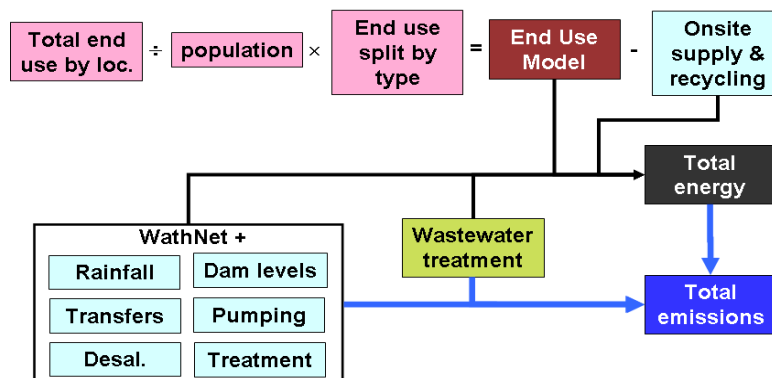 Total end
use by loc.
÷
population
×
End use
split by
type
=
End Use
Model
-
Onsite
supply &
recycling
Total
energy
WathNet +
Rainfall
Dam levels
Transfers
Pumping
Desal.
Treatment
Wastewater
treatment
Total
emissions